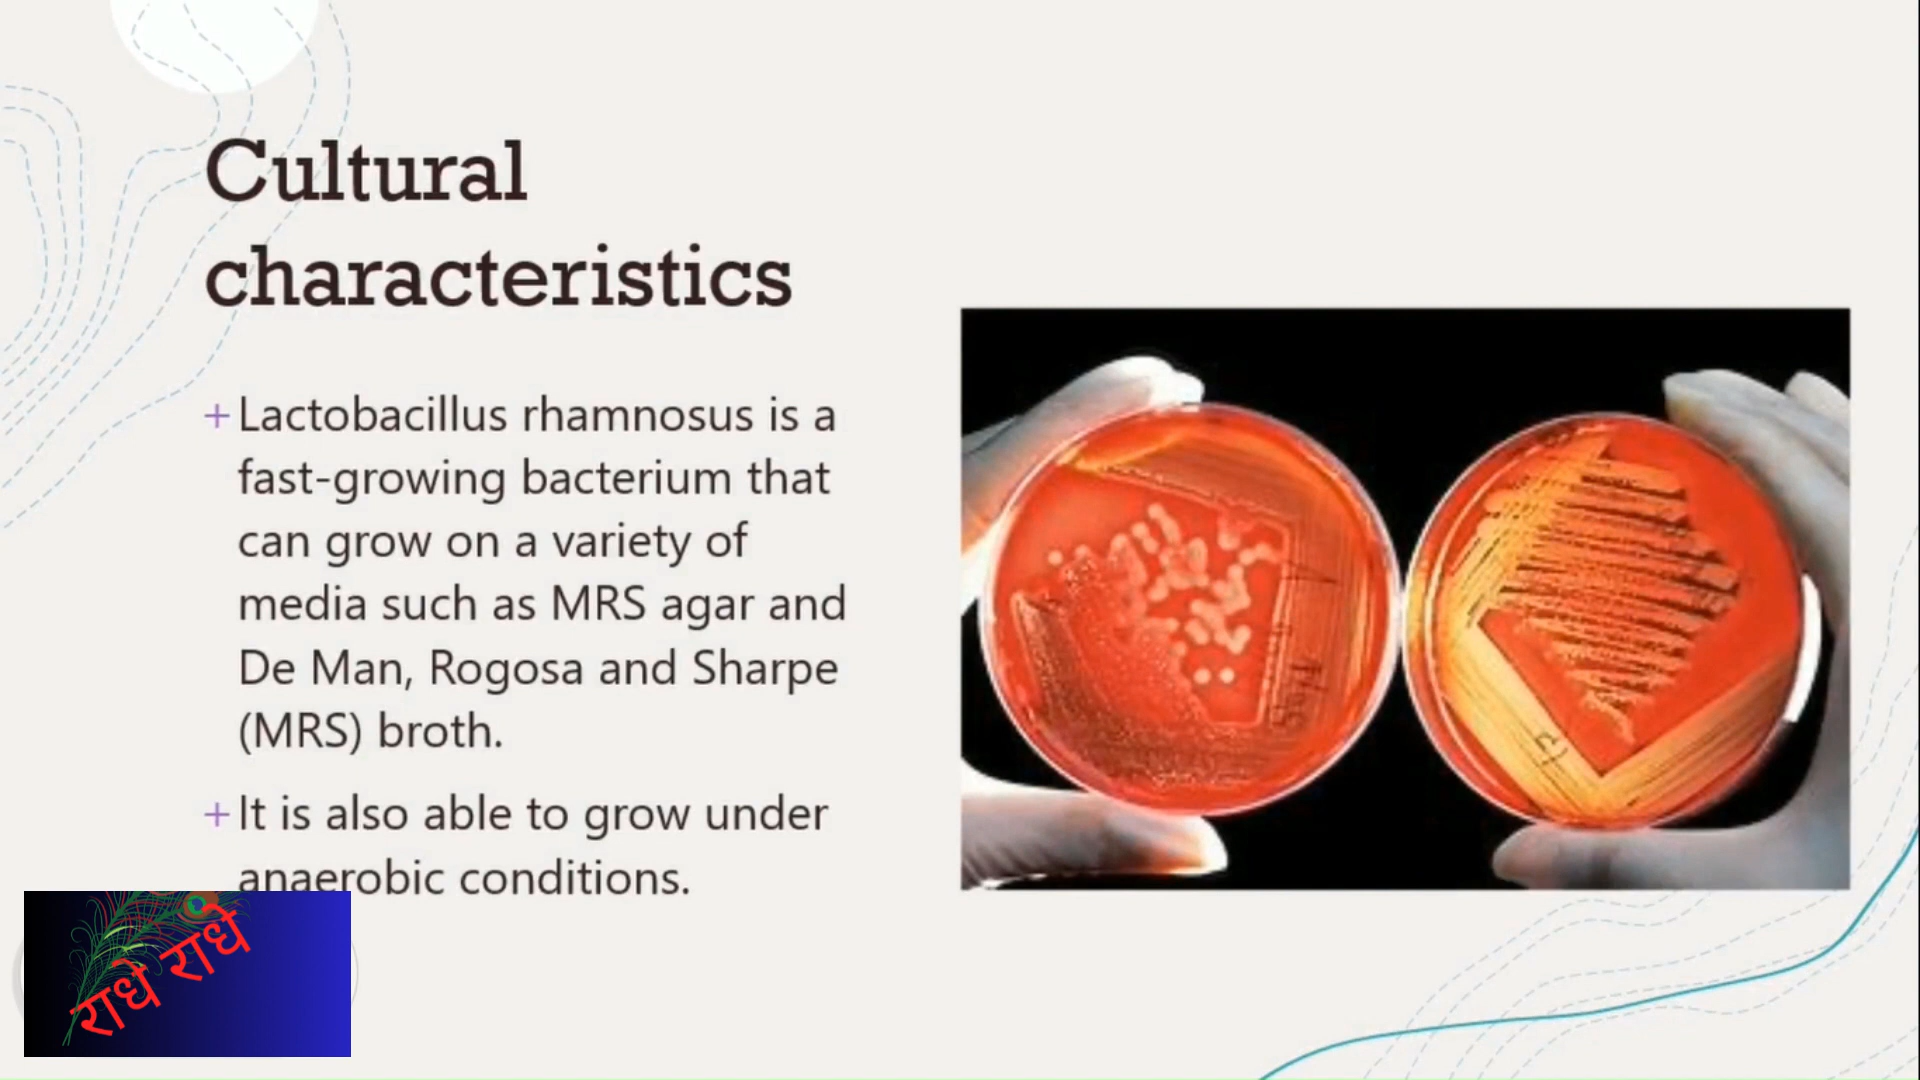 Cultural
characteristics
+ Lactobacillus rhamnosus is a
fast-growing bacterium that
can grow on a variety of
media such as MRS agar and
De Man, Rogosa and Sharpe
(MRS) broth.
+ It is also able to grow under
anaerobic conditions.
राधे राधे